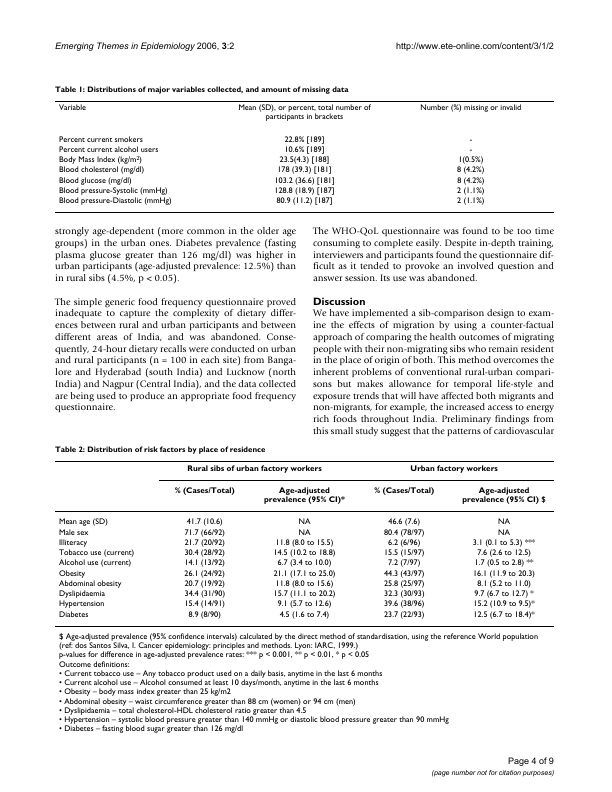 Emerging Themes in Epidemiology 2006, 3:2
http://www.ete-online.com/content/3/1/2
Table 1: Distributions of major variables collected, and amount of missing data
Variable
Mean (SD), or percent, total number of
participants in brackets
Number (%) missing or invalid
Percent current smokers 22.8% [189] -
Percent current alcohol users 10.6% [189] -
Body Mass Index (kg/m²) 23.5(4.3) [188] 1(0.5%)
Blood cholesterol (mg/dl) 178 (39.3) [181] 8 (4.2%)
Blood glucose (mg/dl) 103.2 (36.6) [181] 8 (4.2%)
Blood pressure-Systolic (mmHg) 128.8 (18.9) [187] 2 (1.1%)
Blood pressure-Diastolic (mmHg) 80.9 (11.2) [187] 2 (1.1%)
strongly age-dependent (more common in the older age
groups) in the urban ones. Diabetes prevalence (fasting
plasma glucose greater than 126 mg/dl) was higher in
urban participants (age-adjusted prevalence: 12.5%) than
in rural sibs (4.5%, p < 0.05).
The simple generic food frequency questionnaire proved
inadequate to capture the complexity of dietary differ-
ences between rural and urban participants and between
different areas of India, and was abandoned. Conse-
quently, 24-hour dietary recalls were conducted on urban
and rural participants (n = 100 in each site) from Banga-
lore and Hyderabad (south India) and Lucknow (north
India) and Nagpur (Central India), and the data collected
are being used to produce an appropriate food frequency
questionnaire.
The WHO-QoL questionnaire was found to be too time
consuming to complete easily. Despite in-depth training,
interviewers and participants found the questionnaire dif-
ficult as it tended to provoke an involved question and
answer session. Its use was abandoned.
Discussion
We have implemented a sib-comparison design to exam-
ine the effects of migration by using a counter-factual
approach of comparing the health outcomes of migrating
people with their non-migrating sibs who remain resident
in the place of origin of both. This method overcomes the
inherent problems of conventional rural-urban compari-
sons but makes allowance for temporal life-style and
exposure trends that will have affected both migrants and
non-migrants, for example, the increased access to energy
rich foods throughout India. Preliminary findings from
this small study suggest that the patterns of cardiovascular
Table 2: Distribution of risk factors by place of residence
Rural sibs of urban factory workers Urban factory workers
% (Cases/Total) Age-adjusted prevalence (95% CI)* % (Cases/Total) Age-adjusted prevalence (95% CI) $
Mean age (SD) 41.7 (10.6) NA 46.6 (7.6) NA
Male sex 71.7 (66/92) NA 80.4 (78/97) NA
Illiteracy 21.7 (20/92) 11.8 (8.0 to 15.5) 6.2 (6/96) 3.1 (0.1 to 5.3) ***
Tobacco use (current) 30.4 (28/92) 14.5 (10.2 to 18.8) 15.5 (15/97) 7.6 (2.6 to 12.5)
Alcohol use (current) 14.1 (13/92) 6.7 (3.4 to 10.0) 7.2 (7/97) 1.7 (0.5 to 2.8) **
Obesity 26.1 (24/92) 21.1 (17.1 to 25.0) 44.3 (43/97) 16.1 (11.9 to 20.3)
Abdominal obesity 20.7 (19/92) 11.8 (8.0 to 15.6) 25.8 (25/97) 8.1 (5.2 to 11.0)
Dyslipidaemia 34.4 (31/90) 15.7 (11.1 to 20.2) 32.3 (30/93) 9.7 (6.7 to 12.7) *
Hypertension 15.4 (14/91) 9.1 (5.7 to 12.6) 39.6 (38/96) 15.2 (10.9 to 9.5)*
Diabetes 8.9 (8/90) 4.5 (1.6 to 7.4) 23.7 (22/93) 12.5 (6.7 to 18.4)*
$ Age-adjusted prevalence (95% confidence intervals) calculated by the direct method of standardisation, using the reference World population
(ref: dos Santos Silva, I. Cancer epidemiology: principles and methods. Lyon: IARC, 1999.)
p-values for difference in age-adjusted prevalence rates: *** p < 0.001, ** p < 0.01, * p < 0.05
Outcome definitions:
• Current tobacco use – Any tobacco product used on a daily basis, anytime in the last 6 months
• Current alcohol use – Alcohol consumed at least 10 days/month, anytime in the last 6 months
• Obesity – body mass index greater than 25 kg/m2
• Abdominal obesity – waist circumference greater than 88 cm (women) or 94 cm (men)
• Dyslipidaemia – total cholesterol-HDL cholesterol ratio greater than 4.5
• Hypertension – systolic blood pressure greater than 140 mmHg or diastolic blood pressure greater than 90 mmHg
• Diabetes – fasting blood sugar greater than 126 mg/dl
Page 4 of 9
(page number not for citation purposes)